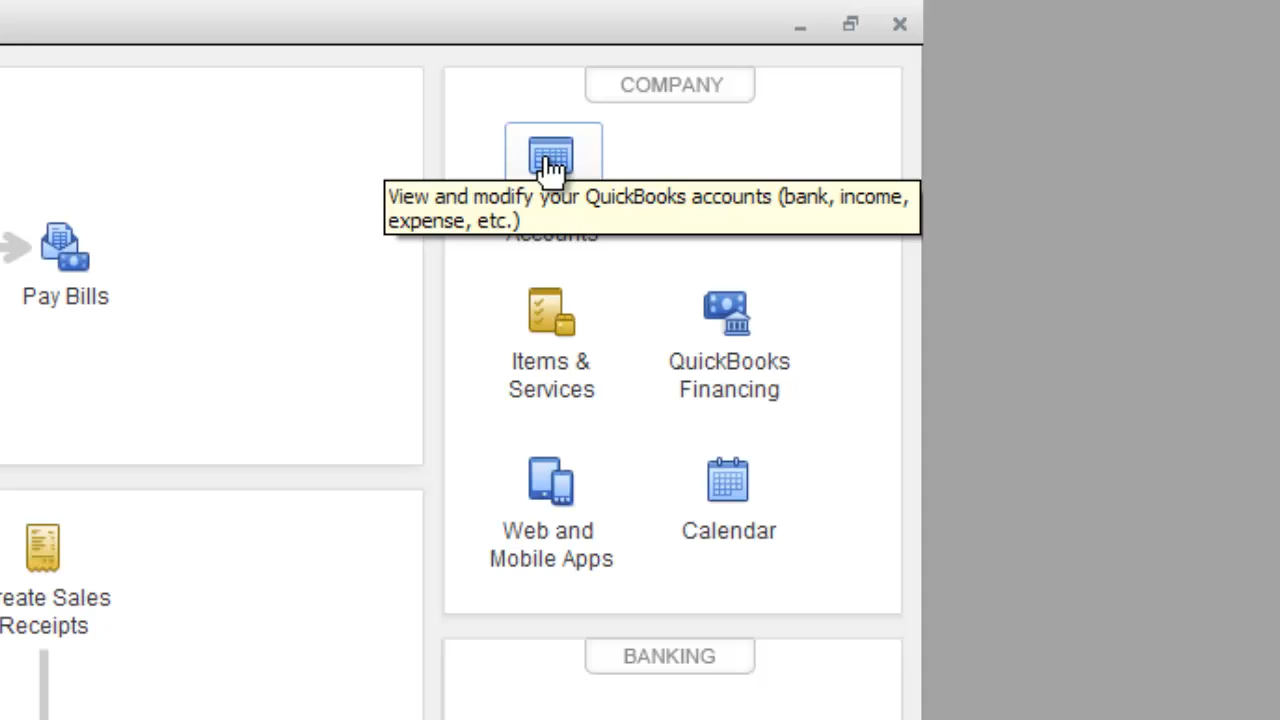 COMPANY
View and modify your QuickBooks accounts (bank, income,
expense, etc.)
Accounts
Pay Bills
Items &
Services
QuickBooks
Financing
Web and
Mobile Apps
Calendar
reate Sales
Receipts
BANKING